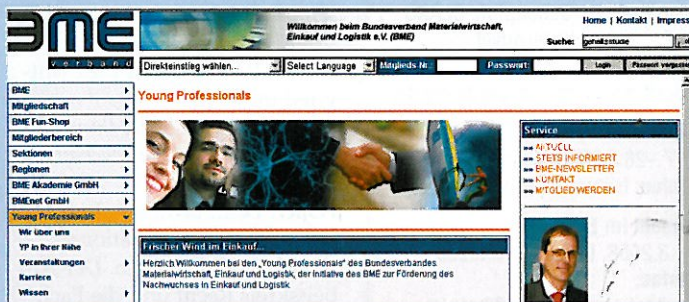 BME
verband
Willkommen beim Bundesverband Materialwirtschaft,
Einkauf und Logistik e.V. (BME)
Home | Kontakt | Impress
Suche: gehaltsstudie
Direkteinstieg wählen... Select Language Mitglieds Nr.: Passwort: Login Passwort vergessen
BME
Mitgliedschaft
BME Fun-Shop
Mitgliederbereich
Sektionen
Regionen
BME Akademie GmbH
BMEnet GmbH
Young Professionals
Wir über uns
YP in Ihrer Nähe
Veranstaltungen
Karriere
Wissen
Young Professionals
Frischer Wind im Einkauf...
Herzlich Willkommen bei den „Young Professionals" des Bundesverbandes
Materialwirtschaft, Einkauf und Logistik, der Initiative des BME zur Förderung des
Nachwuchses in Einkauf und Logistik.
Service
AKTUELL
STETS INFORMIERT
BME-NEWSLETTER
KONTAKT
MITGLIED WERDEN